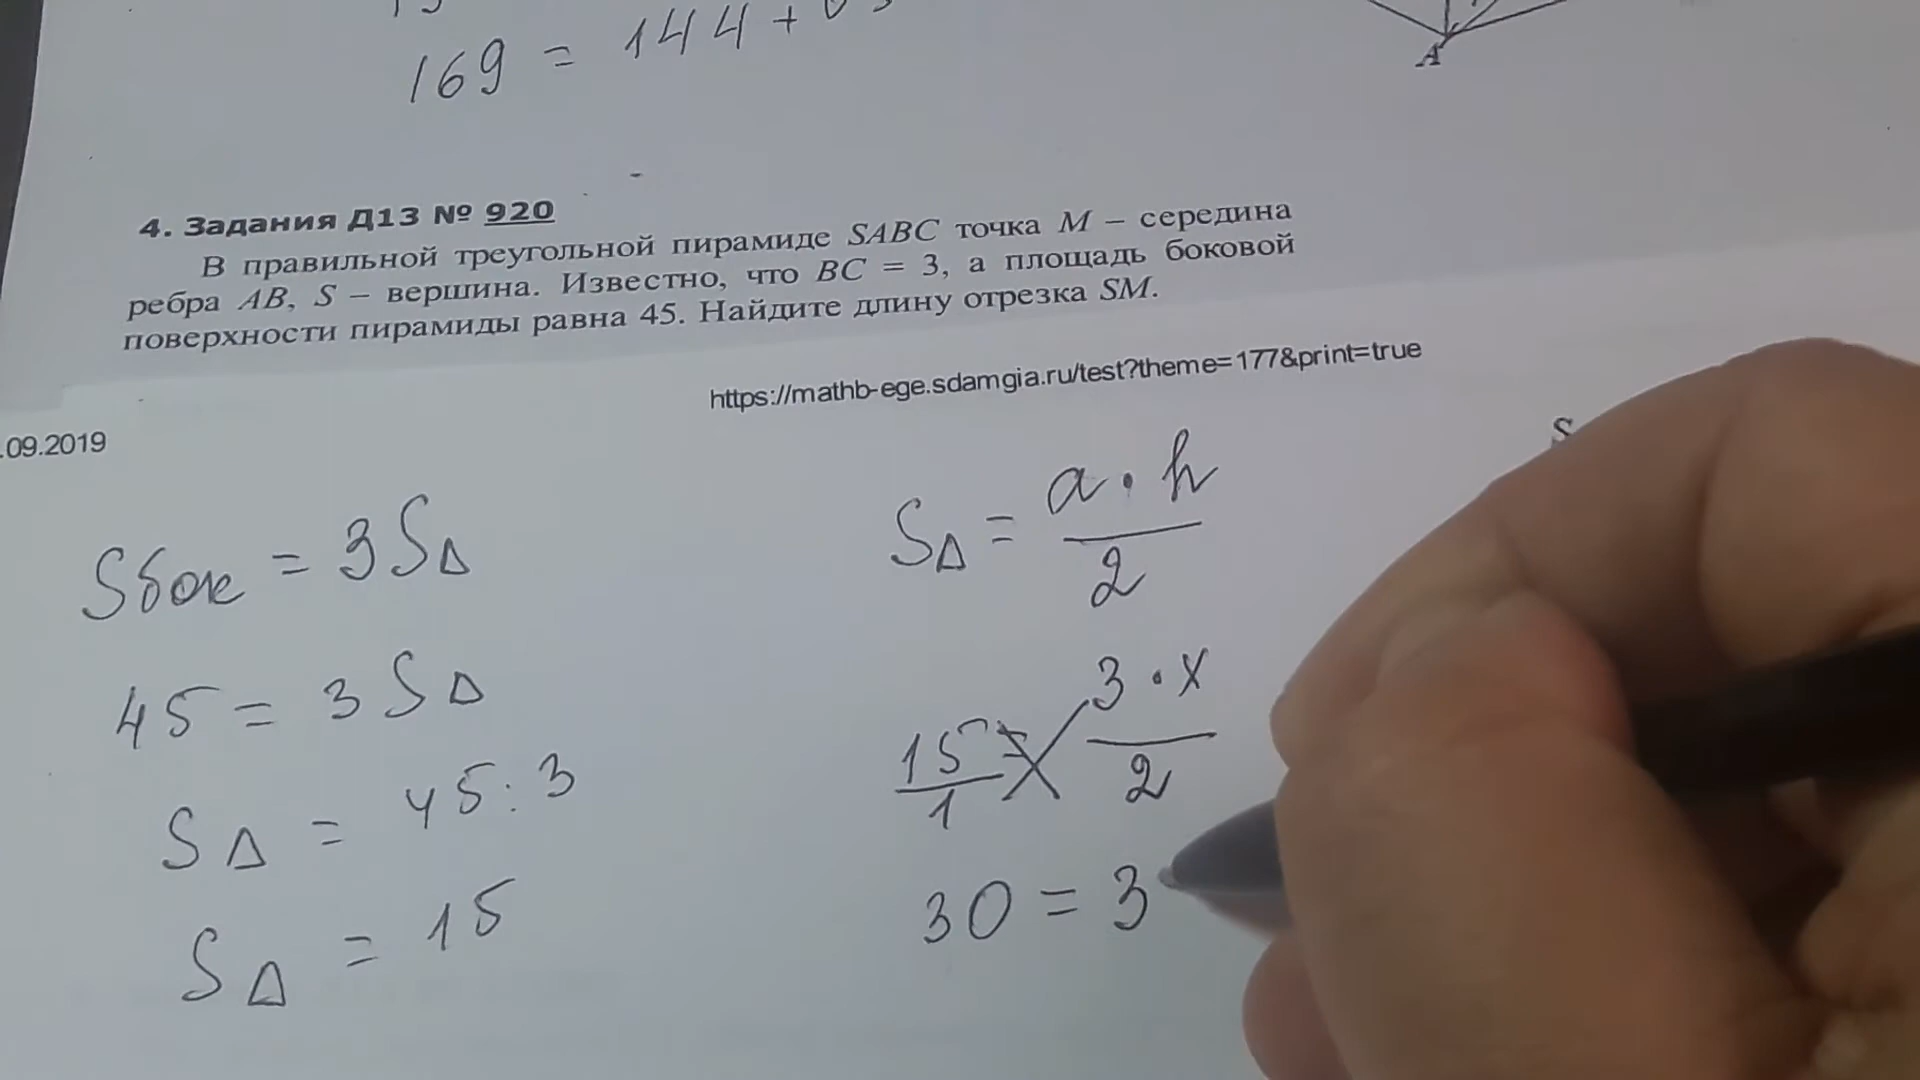 169 = 144 +
A
4. Задания Д13 № 920
В правильной треугольной пирамиде SABC точка M – середина
ребра AB, S – вершина. Известно, что BC = 3, а площадь боковой
поверхности пирамиды равна 45. Найдите длину отрезка SM.
https://mathb-ege.sdamgia.ru/test?theme=177&print=true
.09.2019
S
Sбок = 3SΔ
45 = 3SΔ
SΔ = 45:3
SΔ = 15
SΔ = a·h/2
15/1 = 3·x/2
30 = 3